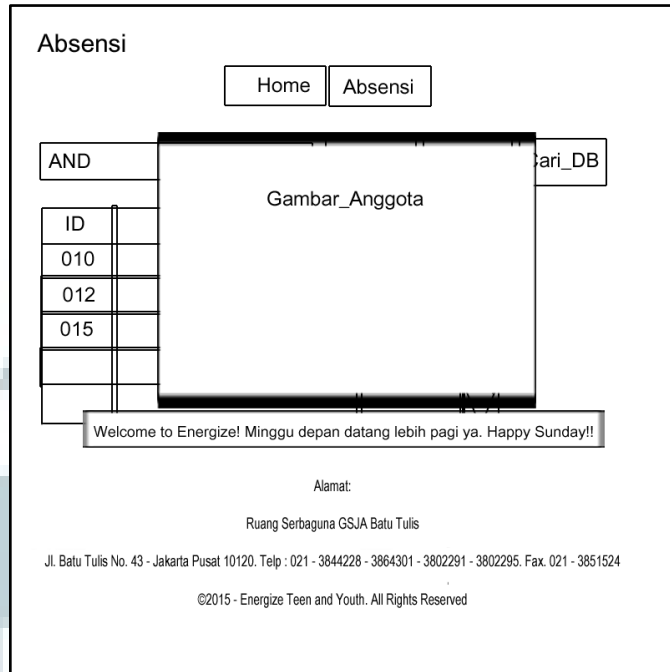 Absensi
Home Absensi
AND Cari_DB
Gambar_Anggota
ID
010
012
015
Welcome to Energize! Minggu depan datang lebih pagi ya. Happy Sunday!!
Alamat:
Ruang Serbaguna GSJA Batu Tulis
Jl. Batu Tulis No. 43 - Jakarta Pusat 10120. Telp : 021 - 3844228 - 3864301 - 3802291 - 3802295. Fax. 021 - 3851524
©2015 - Energize Teen and Youth. All Rights Reserved